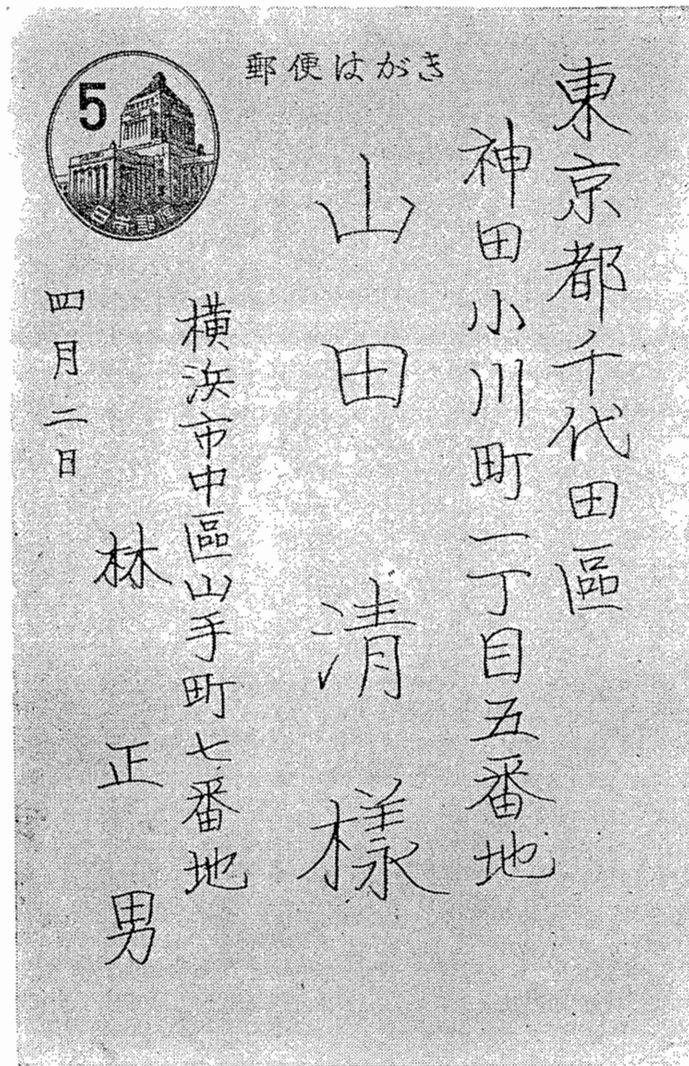 郵便はがき
5
日本郵便
東京都千代田區
神田小川町一丁目五番地
山田清様
横浜市中區山手町七番地
林正男
四月二日